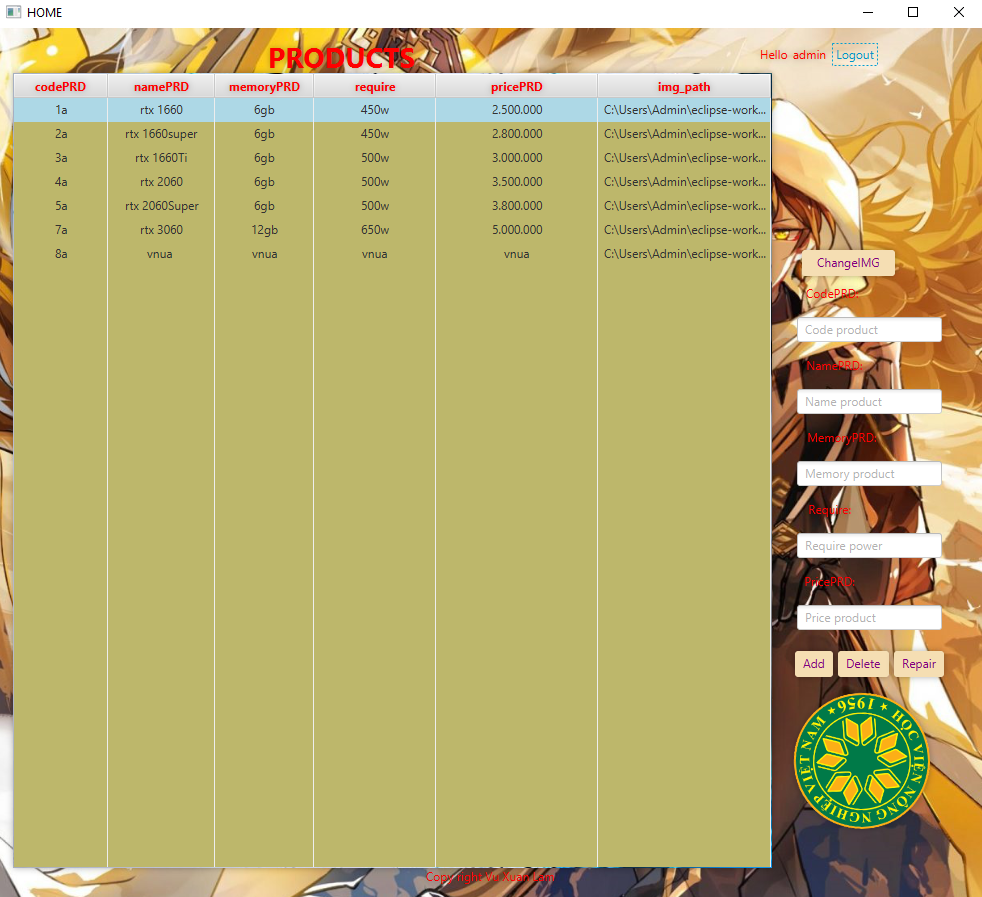 HOME
PRODUCTS
Hello admin Logout
codePRD namePRD memoryPRD require pricePRD img_path
1a rtx 1660 6gb 450w 2.500.000 C:\Users\Admin\eclipse-work...
2a rtx 1660super 6gb 450w 2.800.000 C:\Users\Admin\eclipse-work...
3a rtx 1660Ti 6gb 500w 3.000.000 C:\Users\Admin\eclipse-work...
4a rtx 2060 6gb 500w 3.500.000 C:\Users\Admin\eclipse-work...
5a rtx 2060Super 6gb 500w 3.800.000 C:\Users\Admin\eclipse-work...
7a rtx 3060 12gb 650w 5.000.000 C:\Users\Admin\eclipse-work...
8a vnua vnua vnua vnua C:\Users\Admin\eclipse-work...
ChangeIMG
CodePRD:
Code product
NamePRD:
Name product
MemoryPRD:
Memory product
Require:
Require power
PricePRD:
Price product
Add Delete Repair
HỌC VIỆN NÔNG NGHIỆP VIỆT NAM ★ 1956 ★
Copyright Vu Xuan Lam